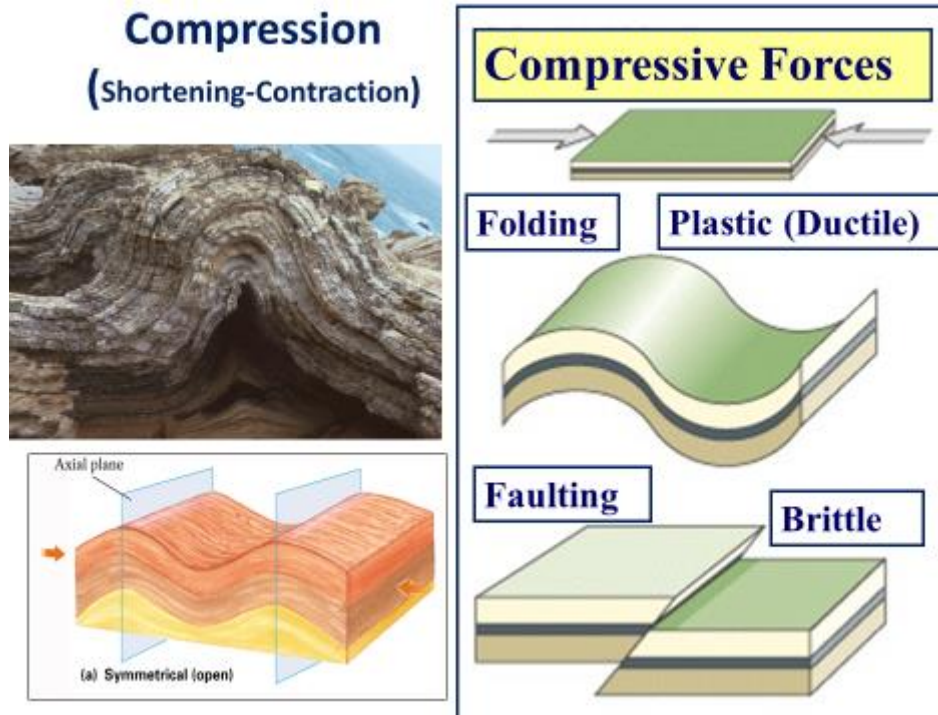 Compression
(Shortening-Contraction)
Axial plane
(a) Symmetrical (open)
Compressive Forces
Folding
Plastic (Ductile)
Faulting
Brittle